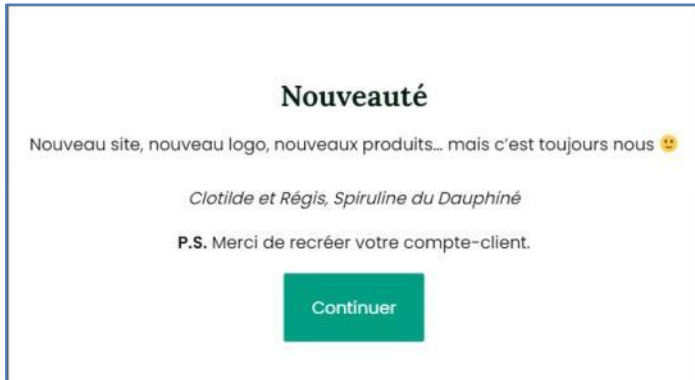 Nouveauté
Nouveau site, nouveau logo, nouveaux produits... mais c'est toujours nous 🙂
Clotilde et Régis, Spiruline du Dauphiné
P.S. Merci de recréer votre compte-client.
Continuer